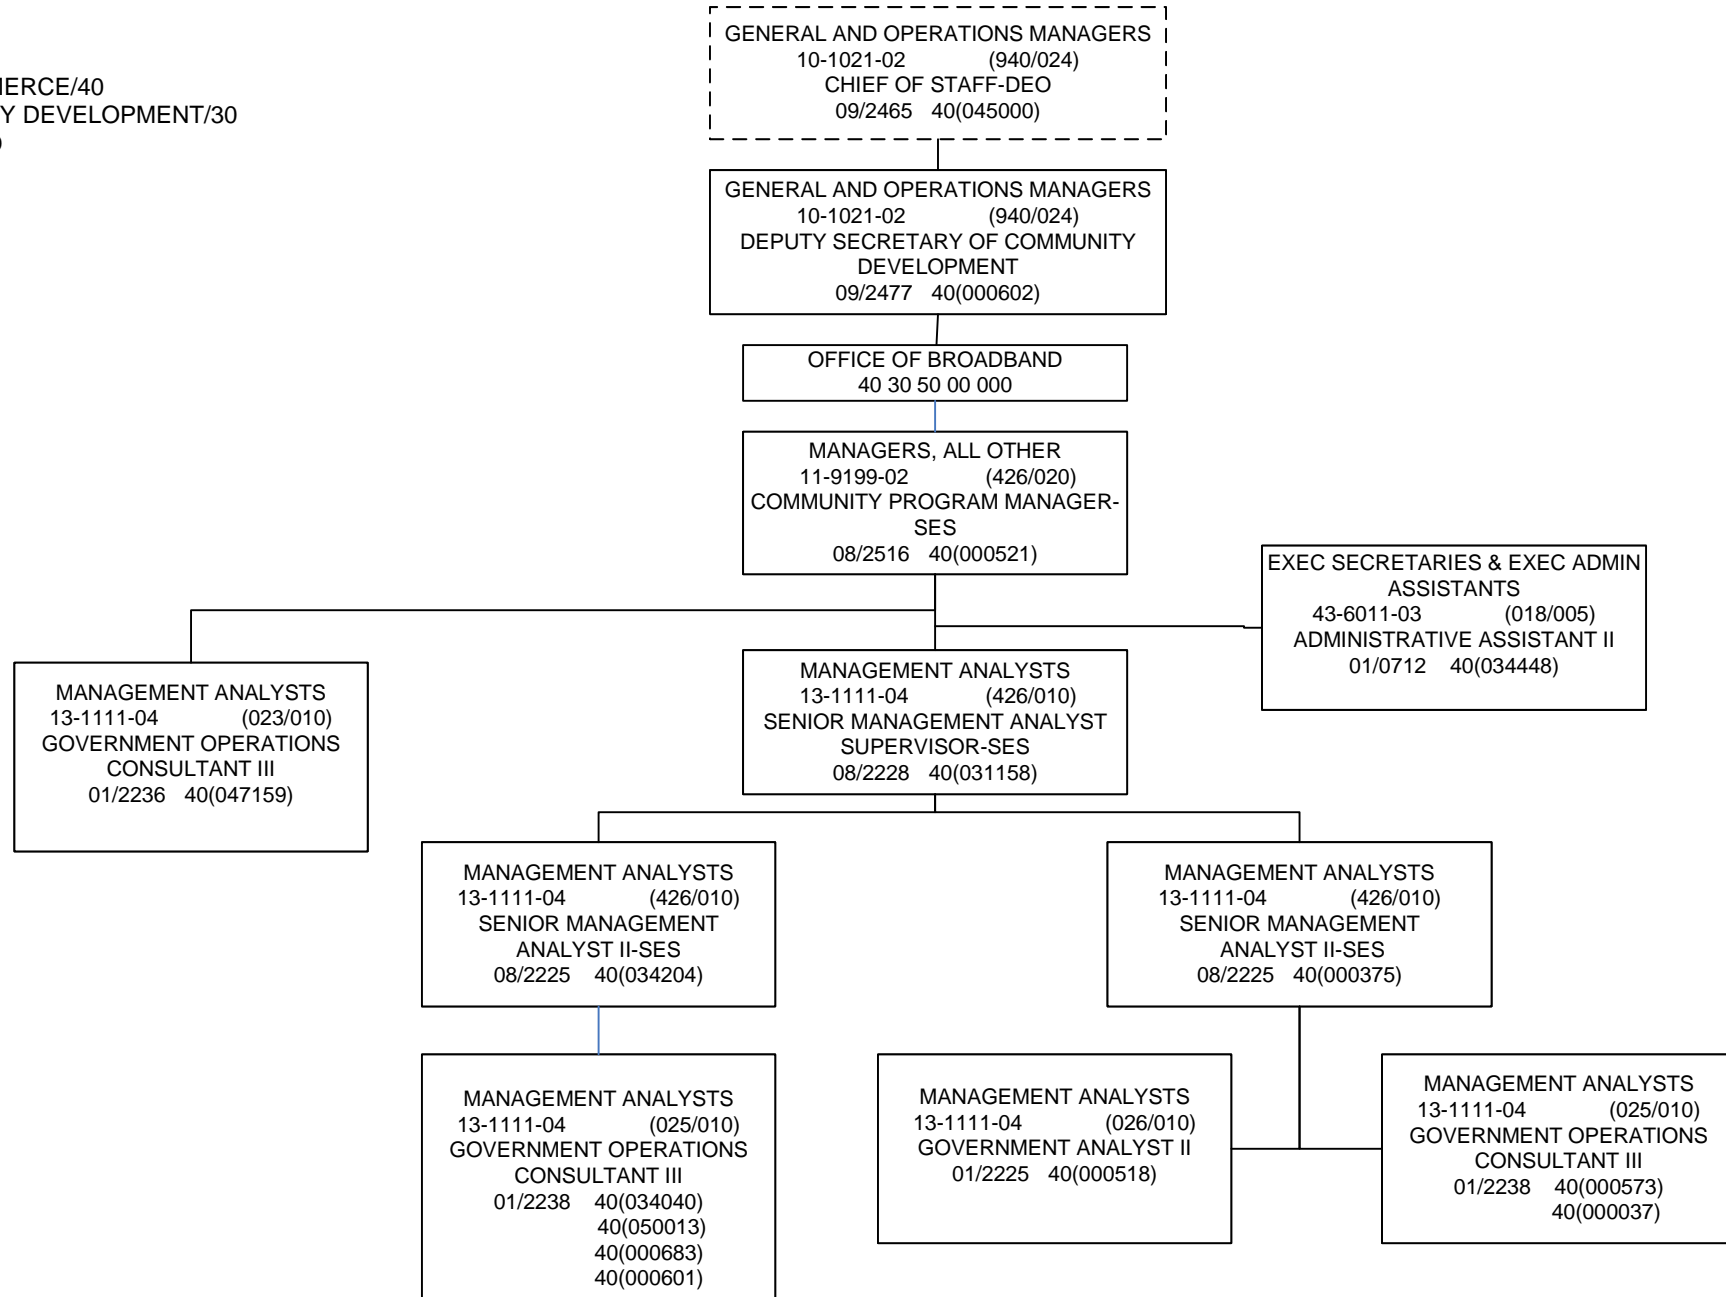 GENERAL AND OPERATIONS MANAGERS
10-1021-02 (940/024)
CHIEF OF STAFF-DEO
09/2465 40(045000)
MERCE/40
Y DEVELOPMENT/30
GENERAL AND OPERATIONS MANAGERS
10-1021-02 (940/024)
DEPUTY SECRETARY OF COMMUNITY
DEVELOPMENT
09/2477 40(000602)
OFFICE OF BROADBAND
40 30 50 00 000
MANAGERS, ALL OTHER
11-9199-02 (426/020)
COMMUNITY PROGRAM MANAGER-
SES
08/2516 40(000521)
EXEC SECRETARIES & EXEC ADMIN
ASSISTANTS
43-6011-03 (018/005)
ADMINISTRATIVE ASSISTANT II
01/0712 40(034448)
MANAGEMENT ANALYSTS
13-1111-04 (023/010)
GOVERNMENT OPERATIONS
CONSULTANT III
01/2236 40(047159)
MANAGEMENT ANALYSTS
13-1111-04 (426/010)
SENIOR MANAGEMENT ANALYST
SUPERVISOR-SES
08/2228 40(031158)
MANAGEMENT ANALYSTS
13-1111-04 (426/010)
SENIOR MANAGEMENT
ANALYST II-SES
08/2225 40(034204)
MANAGEMENT ANALYSTS
13-1111-04 (426/010)
SENIOR MANAGEMENT
ANALYST II-SES
08/2225 40(000375)
MANAGEMENT ANALYSTS
13-1111-04 (025/010)
GOVERNMENT OPERATIONS
CONSULTANT III
01/2238 40(034040)
40(050013)
40(000683)
40(000601)
MANAGEMENT ANALYSTS
13-1111-04 (026/010)
GOVERNMENT ANALYST II
01/2225 40(000518)
MANAGEMENT ANALYSTS
13-1111-04 (025/010)
GOVERNMENT OPERATIONS
CONSULTANT III
01/2238 40(000573)
40(000037)